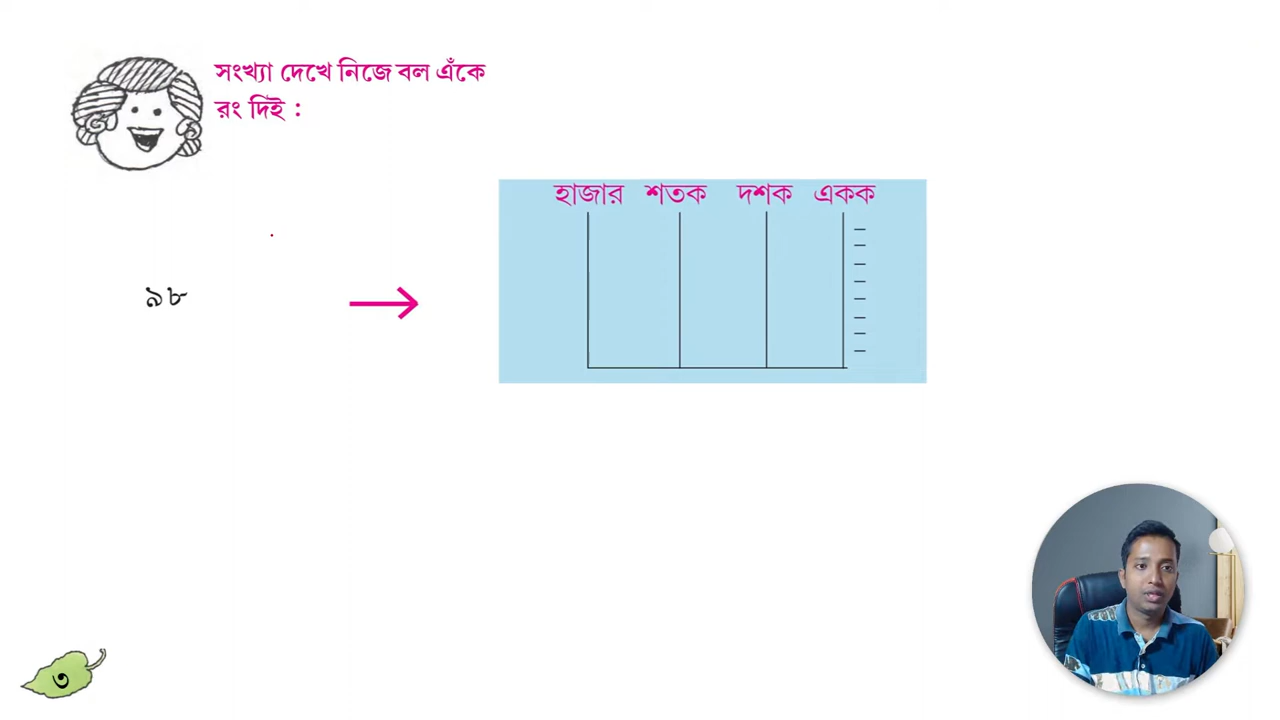 সংখ্যা দেখে নিজে বল এঁকে
রং দিই :
হাজার শতক দশক একক
৯৮
৩